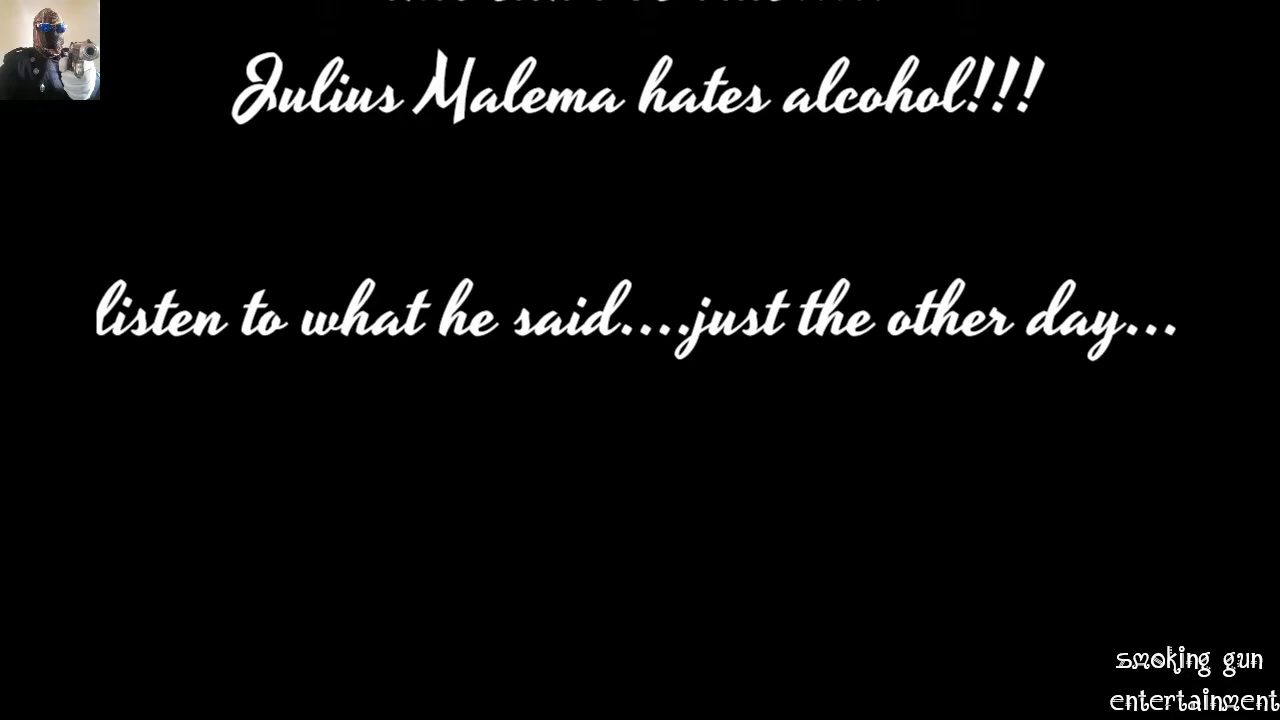 Julius Malema hates alcohol!!!
listen to what he said....just the other day...
smoking gun
entertainment